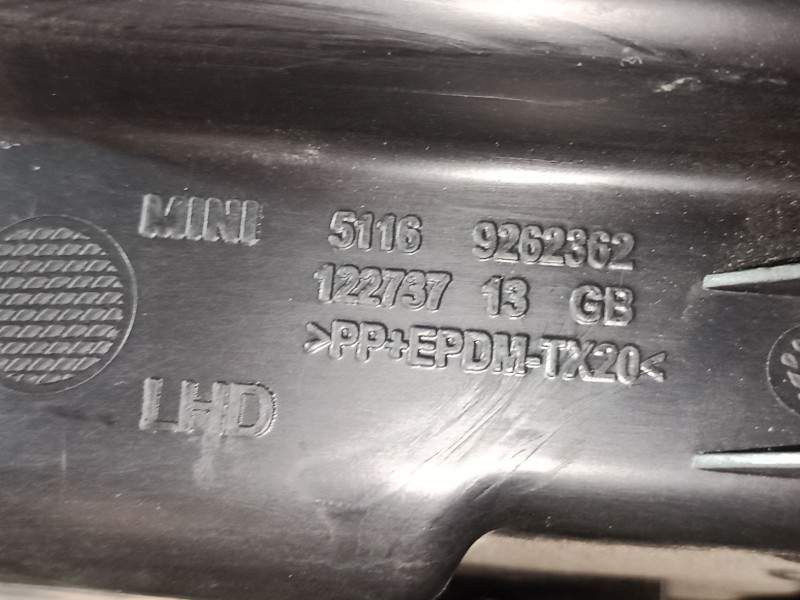 MINI 5116 9262362
122737 13 GB
>PP+EPDM-TX20<
LHD